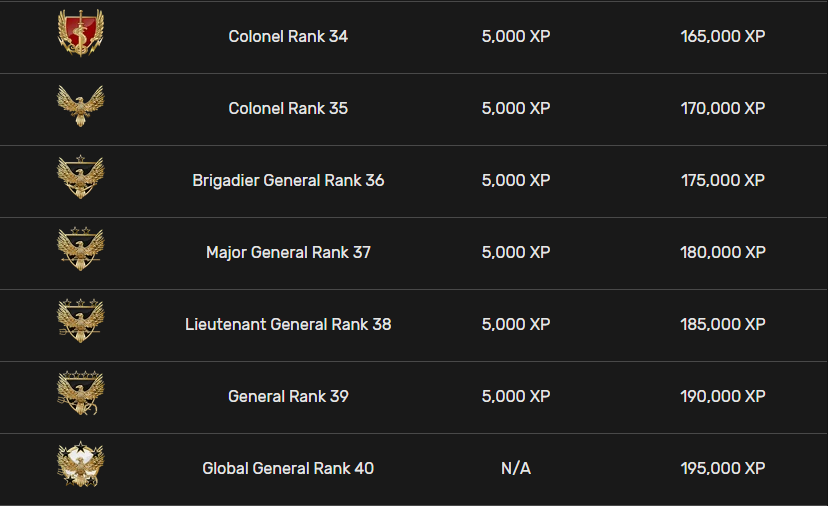 Colonel Rank 34 5,000 XP 165,000 XP
Colonel Rank 35 5,000 XP 170,000 XP
Brigadier General Rank 36 5,000 XP 175,000 XP
Major General Rank 37 5,000 XP 180,000 XP
Lieutenant General Rank 38 5,000 XP 185,000 XP
General Rank 39 5,000 XP 190,000 XP
Global General Rank 40 N/A 195,000 XP